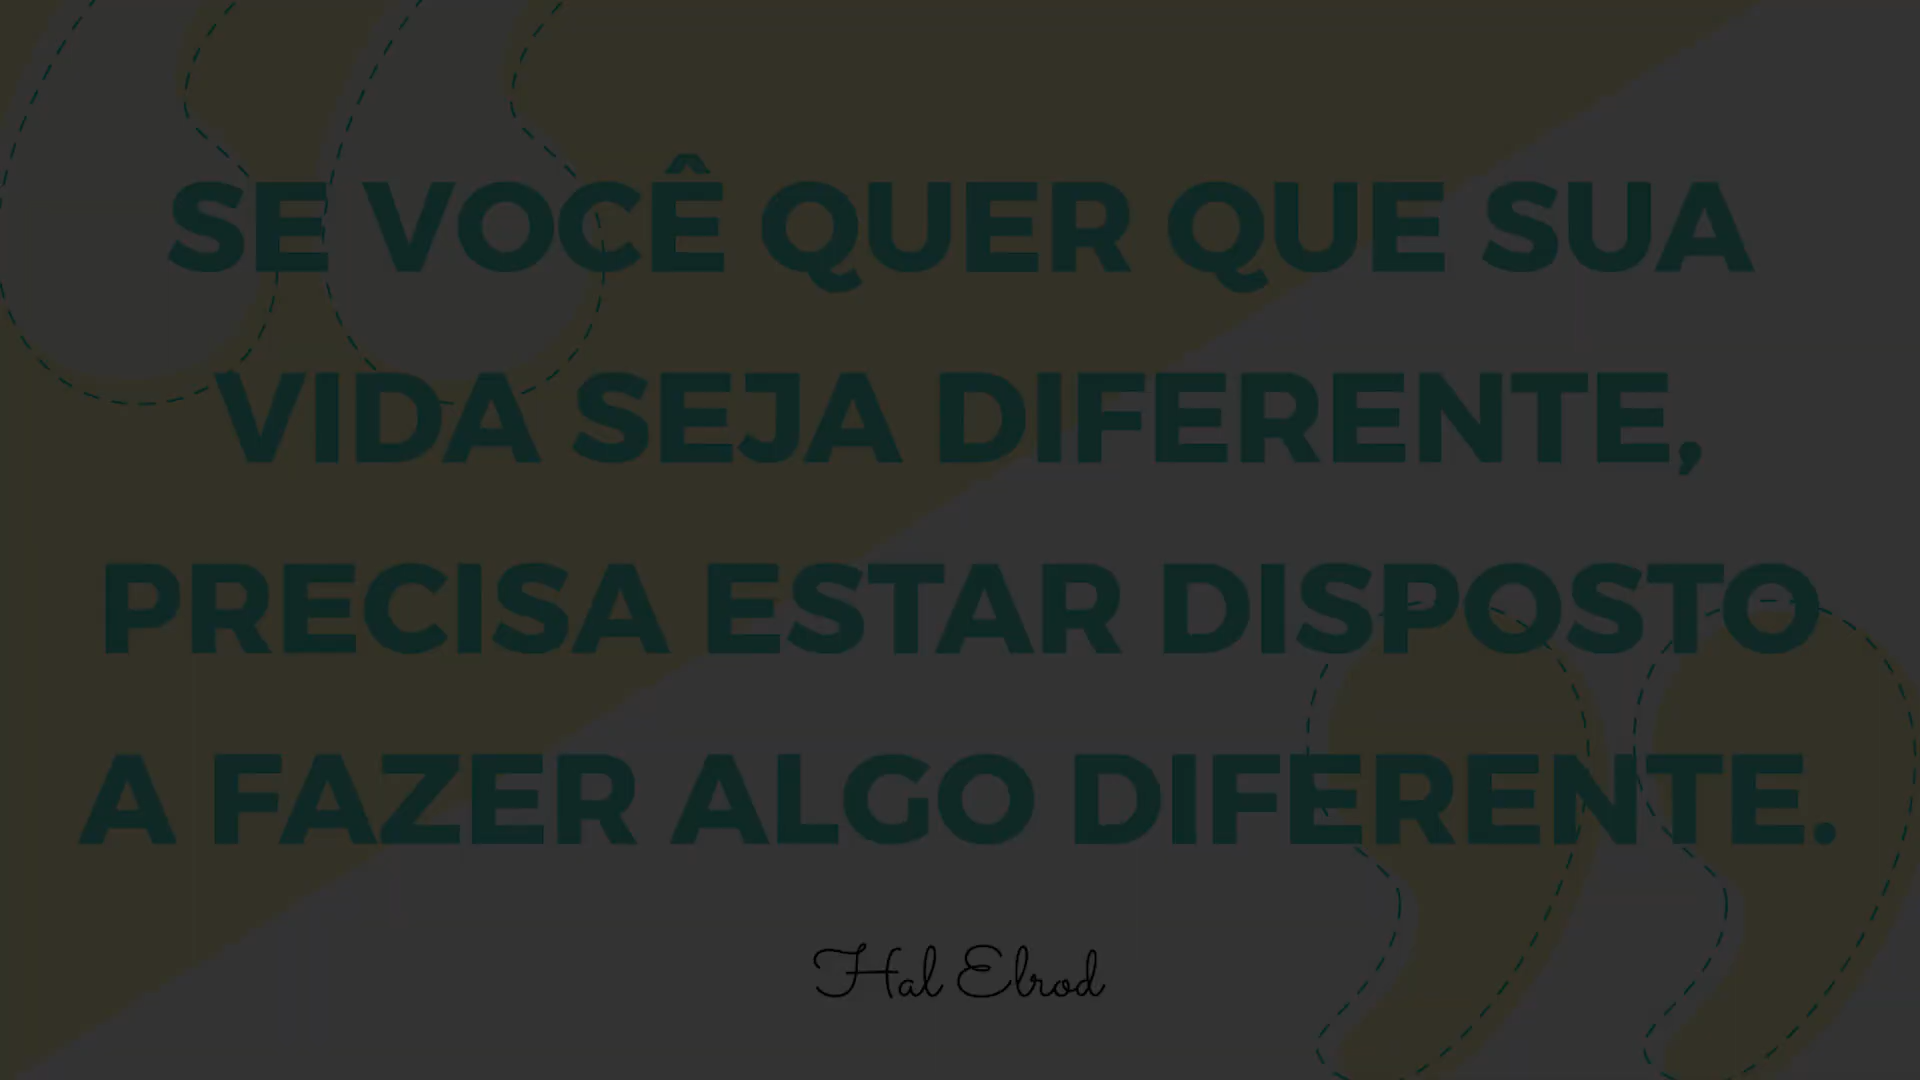 SE VOCÊ QUER QUE SUA
VIDA SEJA DIFERENTE,
PRECISA ESTAR DISPOSTO
A FAZER ALGO DIFERENTE.
Hal Elrod